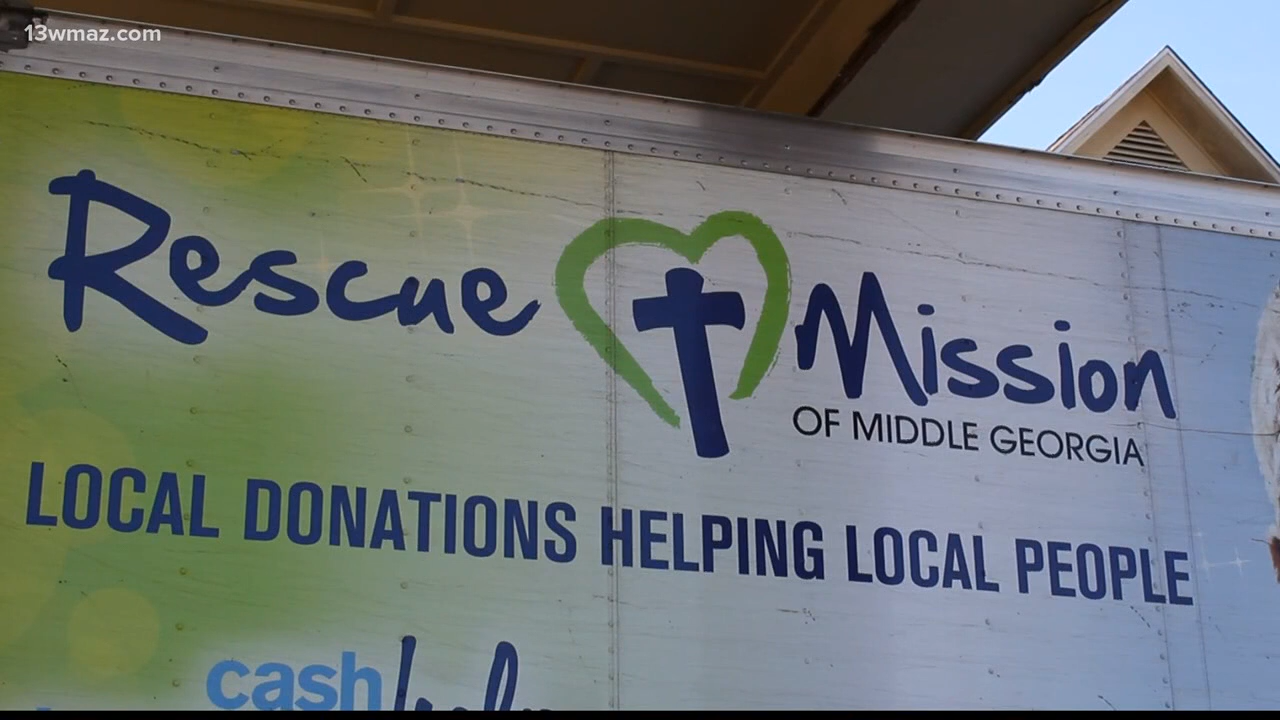 13wmaz.com
Rescue Mission
OF MIDDLE GEORGIA
LOCAL DONATIONS HELPING LOCAL PEOPLE
cash